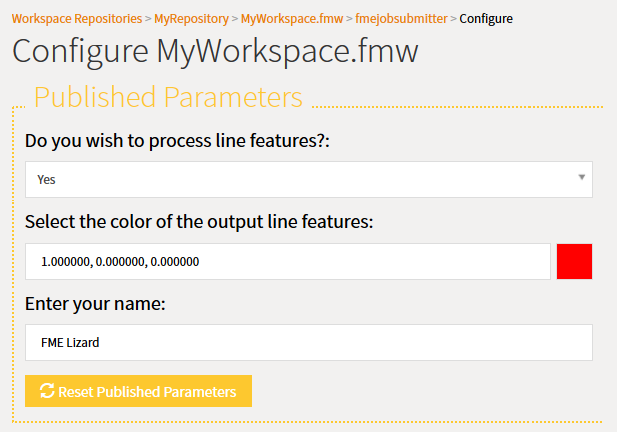 Workspace Repositories > MyRepository > MyWorkspace.fmw > fmejobsubmitter > Configure
Configure MyWorkspace.fmw
Published Parameters
Do you wish to process line features?:
Yes
Select the color of the output line features:
1.000000, 0.000000, 0.000000
Enter your name:
FME Lizard
Reset Published Parameters